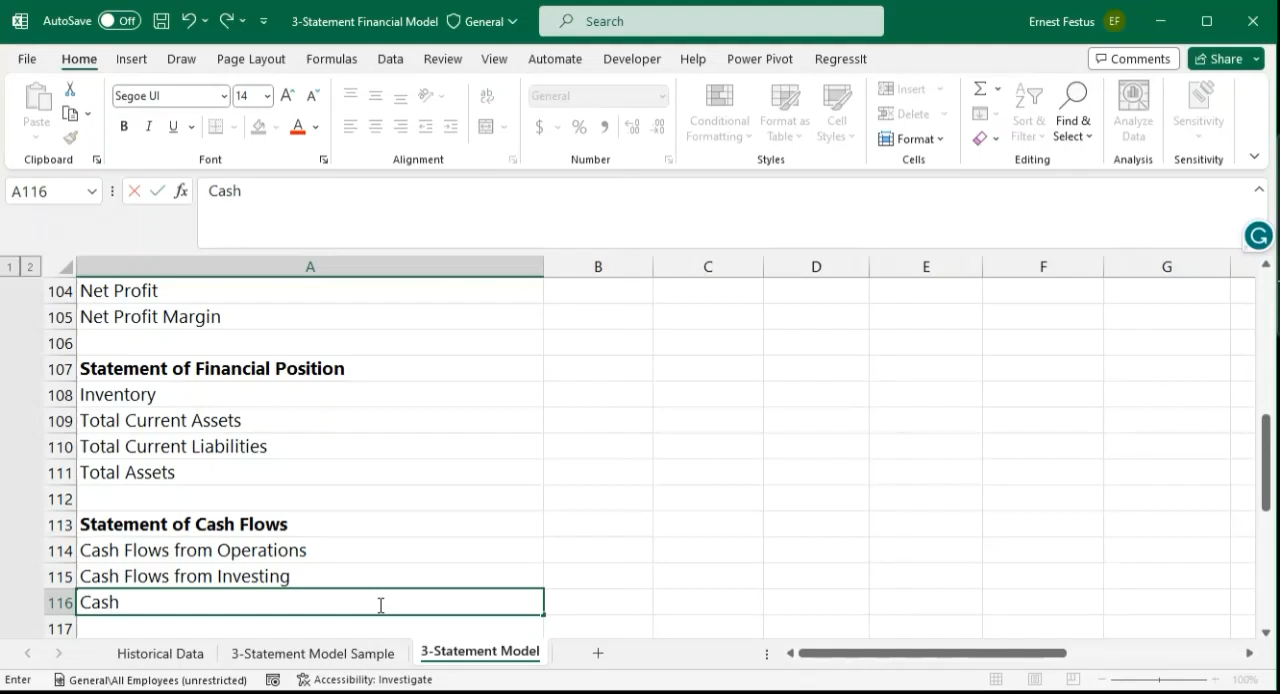 AutoSave Off 3-Statement Financial Model General Search Ernest Festus EF
File Home Insert Draw Page Layout Formulas Data Review View Automate Developer Help Power Pivot RegressIt Comments Share
Paste Segoe UI 14 A A ab General Conditional Formatting Format as Table Cell Styles Insert Delete Format Sort & Filter Find & Select Analyze Data Sensitivity
B I U A $ % ,
Clipboard Font Alignment Number Styles Cells Editing Analysis Sensitivity
A116 fx Cash
1 2 A B C D E F G
104 Net Profit
105 Net Profit Margin
106
107 Statement of Financial Position
108 Inventory
109 Total Current Assets
110 Total Current Liabilities
111 Total Assets
112
113 Statement of Cash Flows
114 Cash Flows from Operations
115 Cash Flows from Investing
116 Cash
117
Historical Data 3-Statement Model Sample 3-Statement Model
Enter General\All Employees (unrestricted) Accessibility: Investigate 100%